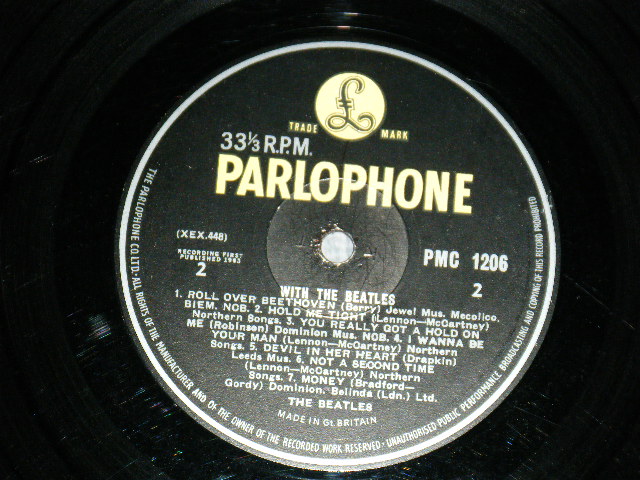 £
TRADE MARK
33⅓ R.P.M.
PARLOPHONE
(XEX.448)
RECORDING FIRST
PUBLISHED 1963
2
PMC 1206
2
WITH THE BEATLES
1. ROLL OVER BEETHOVEN (Berry) Jewel Mus. Mecolico.
BIEM. NCB. 2. HOLD ME TIGHT (Lennon—McCartney)
Northern Songs. 3. YOU REALLY GOT A HOLD ON
ME (Robinson) Dominion Mus. NCB. 4. I WANNA BE
YOUR MAN (Lennon—McCartney) Northern
Songs. 5. DEVIL IN HER HEART (Drapkin)
Leeds Mus. 6. NOT A SECOND TIME
(Lennon—McCartney) Northern
Songs. 7. MONEY (Bradford—
Gordy) Dominion. Belinda (Ldn.) Ltd.
THE BEATLES
MADE IN Gt. BRITAIN
THE PARLOPHONE CO. LTD. · ALL RIGHTS OF THE MANUFACTURER AND OF THE OWNER OF THE RECORDED WORK RESERVED · UNAUTHORISED PUBLIC PERFORMANCE BROADCASTING AND COPYING OF THIS RECORD PROHIBITED